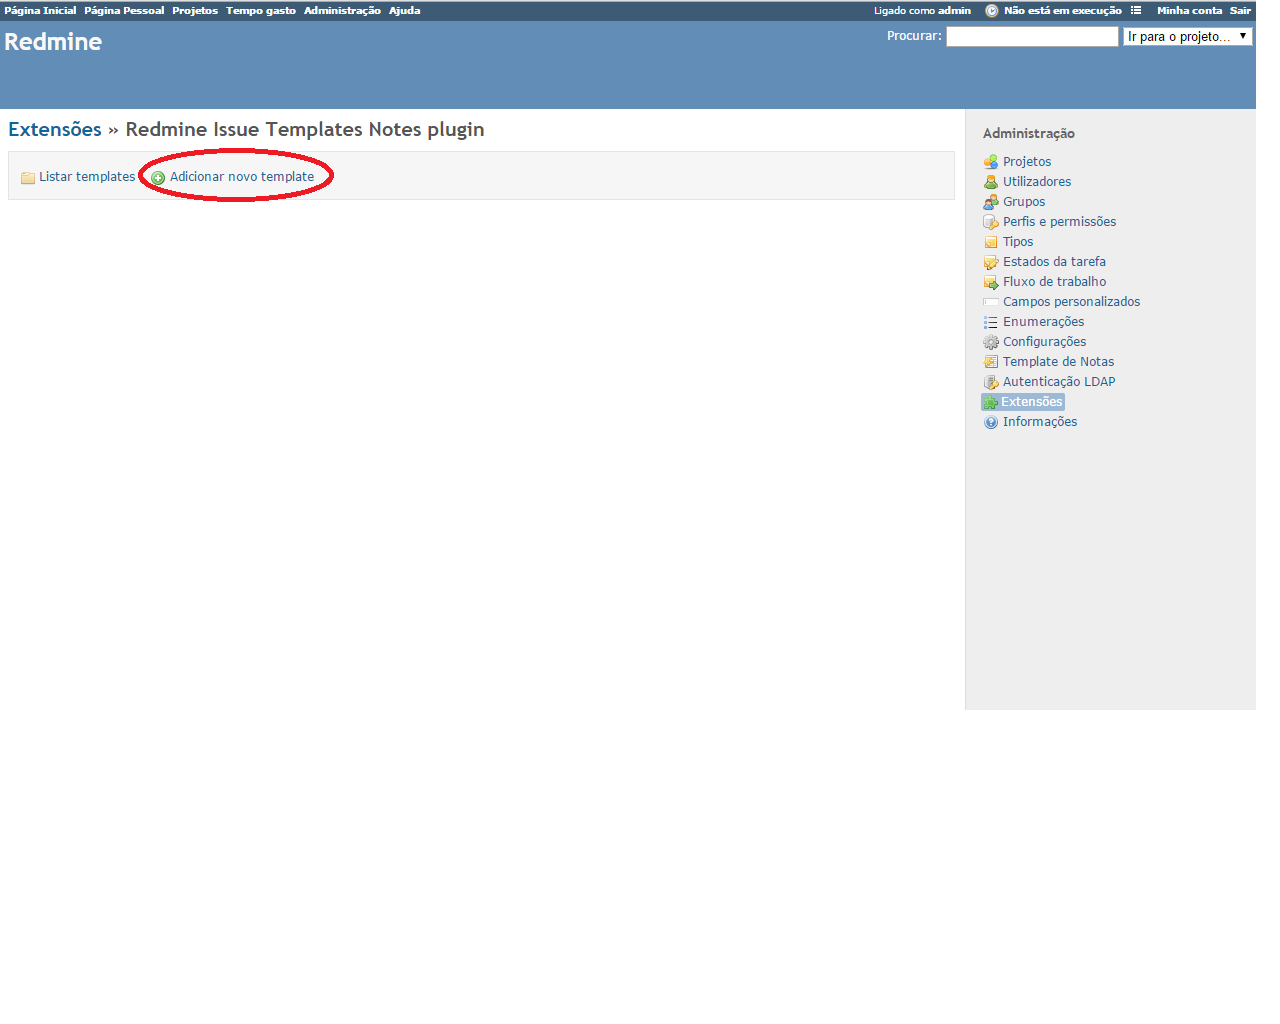 Página Inicial Página Pessoal Projetos Tempo gasto Administração Ajuda Ligado como admin Não está em execução Minha conta Sair
Redmine
Procurar: Ir para o projeto...
Extensões » Redmine Issue Templates Notes plugin
Listar templates Adicionar novo template
Administração
Projetos
Utilizadores
Grupos
Perfis e permissões
Tipos
Estados da tarefa
Fluxo de trabalho
Campos personalizados
Enumerações
Configurações
Template de Notas
Autenticação LDAP
Extensões
Informações